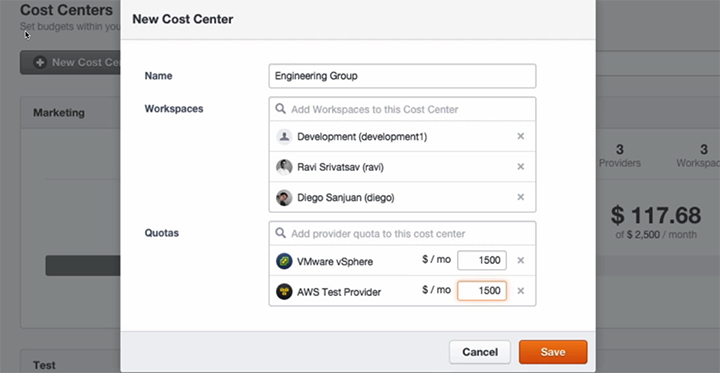 Cost Centers
Set budgets within you
New Cost Cen
Marketing
New Cost Center
Name
Engineering Group
Workspaces
Add Workspaces to this Cost Center
Development (development1)
Ravi Srivatsav (ravi)
Diego Sanjuan (diego)
Quotas
Add provider quota to this cost center
VMware vSphere $ / mo 1500
AWS Test Provider $ / mo 1500
Cancel Save
3 3
Providers Workspac
$ 117.68
of $ 2,500 / month
Test